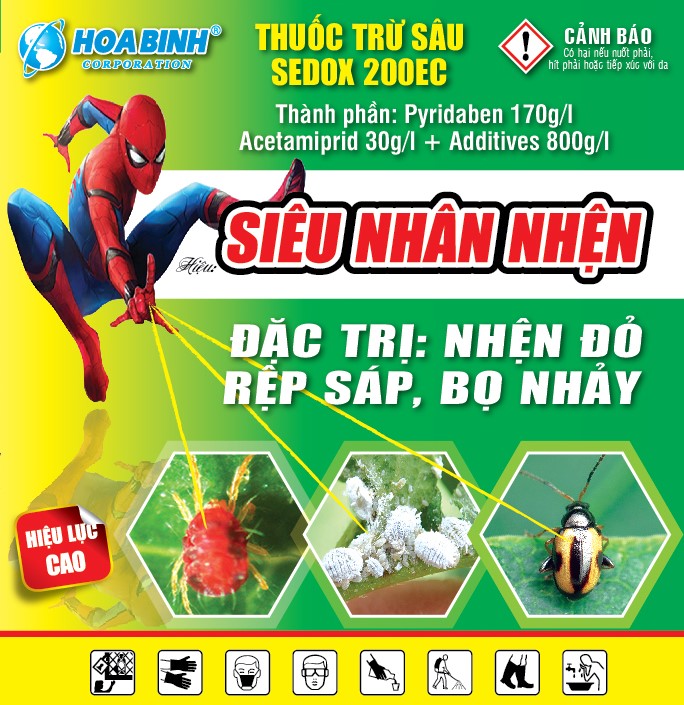 HOA BINH®
CORPORATION
THUỐC TRỪ SÂU
SEDOX 200EC
CẢNH BÁO
Có hại nếu nuốt phải,
hít phải hoặc tiếp xúc với da
Thành phần: Pyridaben 170g/l
Acetamiprid 30g/l + Additives 800g/l
Hiệu: SIÊU NHÂN NHỆN
ĐẶC TRỊ: NHỆN ĐỎ
RỆP SÁP, BỌ NHẢY
HIỆU LỰC
CAO